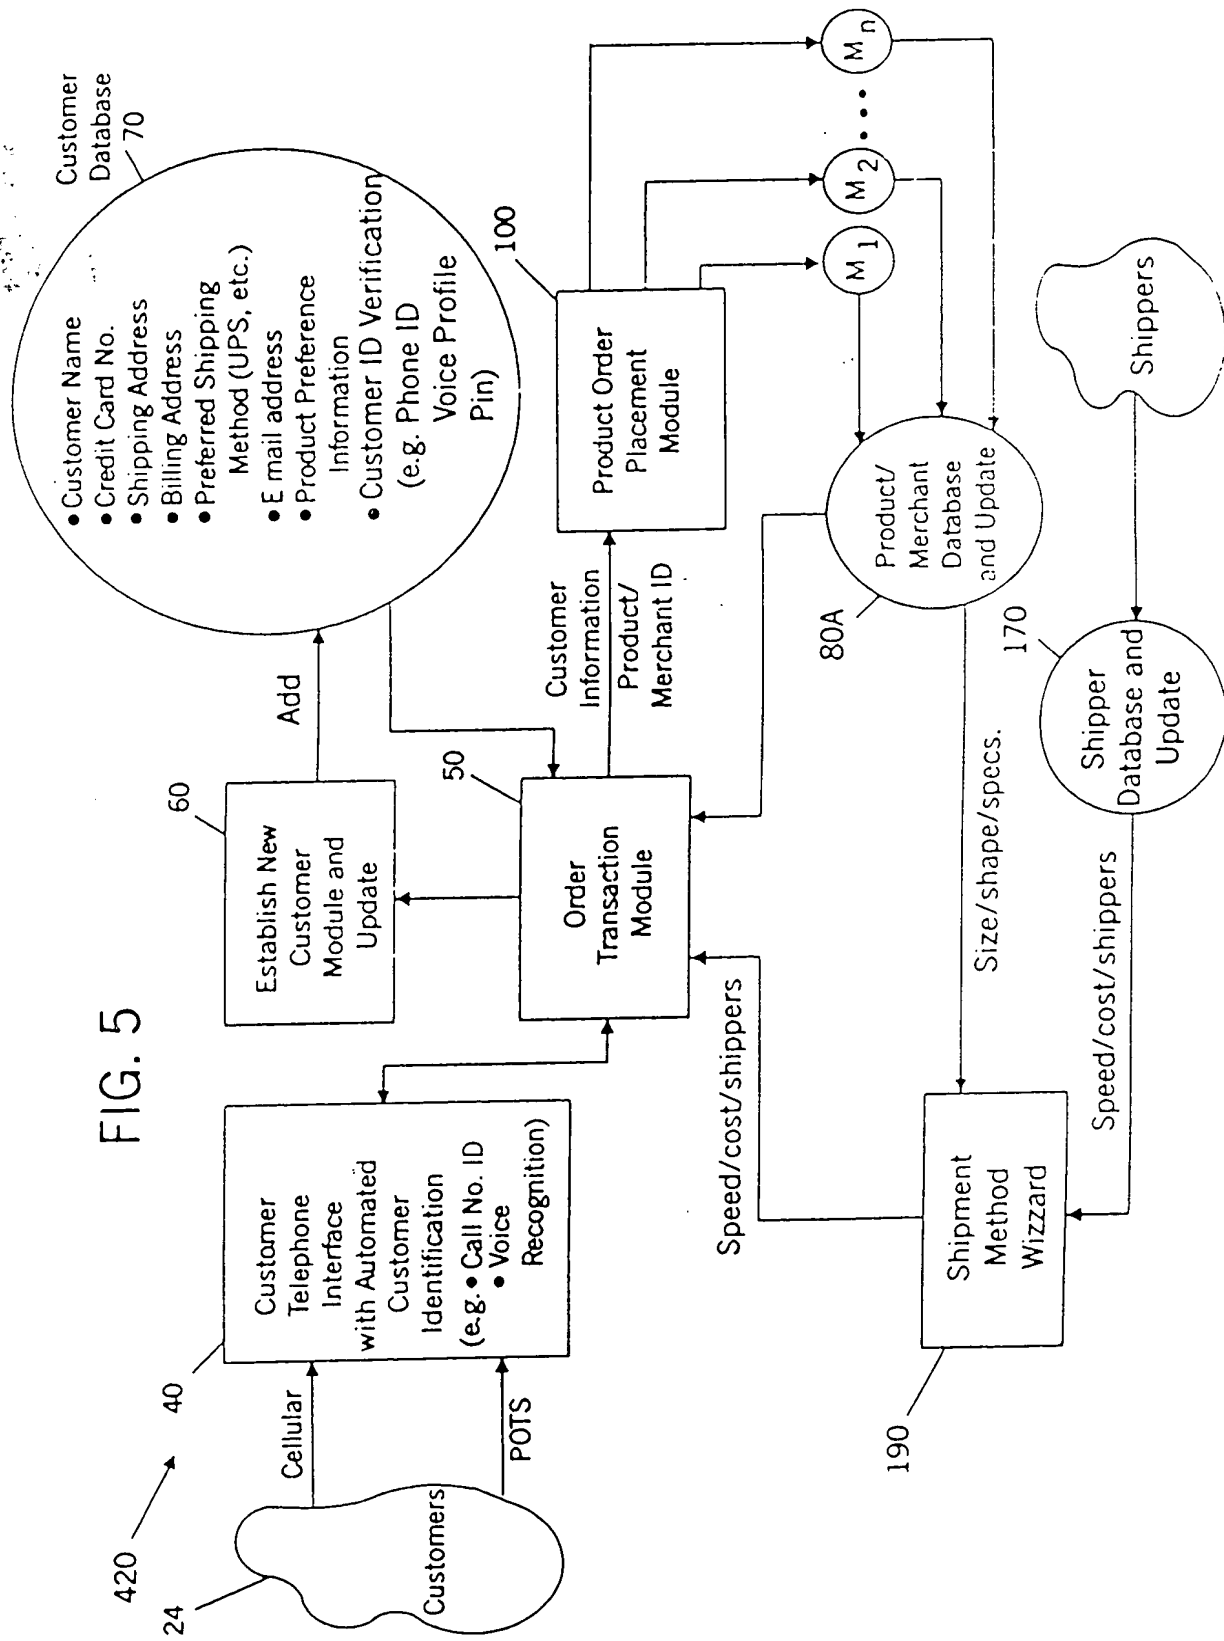 FIG. 5
420
24
Customers
Cellular
POTS
40
Customer
Telephone
Interface
with Automated
Customer
Identification
(e.g. • Call No. ID
• Voice
Recognition)
60
Establish New
Customer
Module and
Update
Add
Customer
Database
70
• Customer Name
• Credit Card No.
• Shipping Address
• Billing Address
• Preferred Shipping
Method (UPS, etc.)
• E mail address
• Product Preference
Information
• Customer ID Verification
(e.g. Phone ID
Voice Profile
Pin)
50
Order
Transaction
Module
Customer
Information
Product/
Merchant ID
100
Product Order
Placement
Module
M1
M2
• • • •
Mn
80A
Product/
Merchant
Database
and Update
Speed/cost/shippers
Size/shape/specs.
190
Shipment
Method
Wizzard
Speed/cost/shippers
170
Shipper
Database and
Update
Shippers